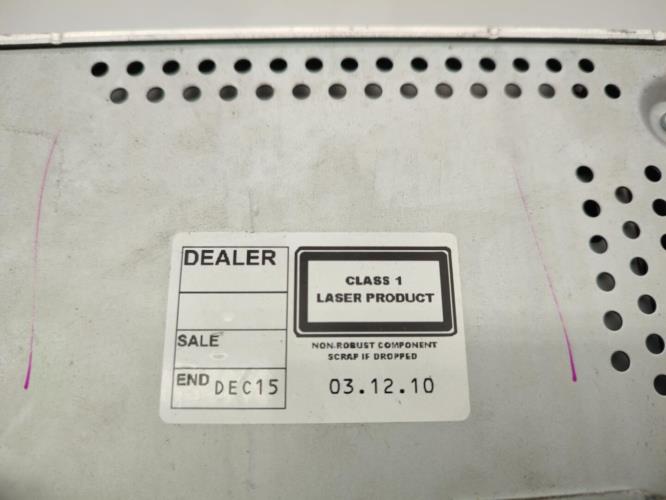 DEALER
SALE
END DEC15
CLASS 1
LASER PRODUCT
NON-ROBUST COMPONENT
SCRAP IF DROPPED
03.12.10